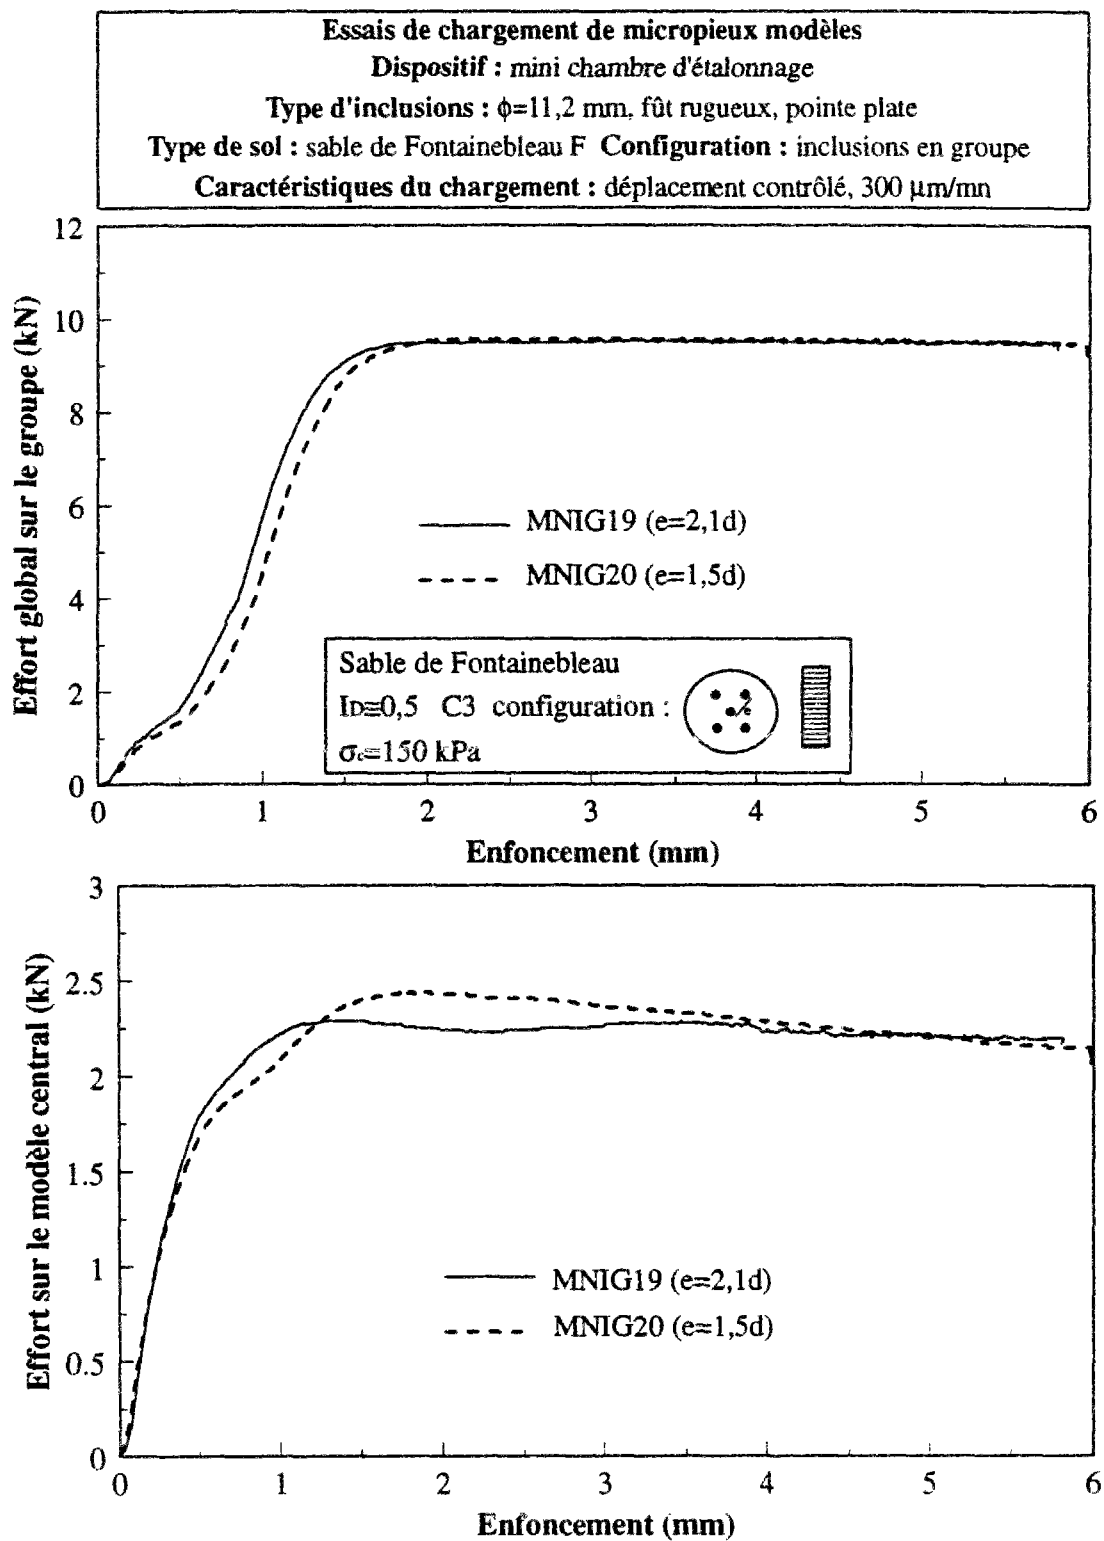 Essais de chargement de micropieux modèles
Dispositif : mini chambre d'étalonnage
Type d'inclusions : ϕ=11,2 mm, fût rugueux, pointe plate
Type de sol : sable de Fontainebleau F Configuration : inclusions en groupe
Caractéristiques du chargement : déplacement contrôlé, 300 µm/mn
Effort global sur le groupe (kN)
12
10
8
6
4
2
0
MNIG19 (e=2,1d)
MNIG20 (e=1,5d)
Sable de Fontainebleau
ID≡0,5 C3 configuration :
e
σc=150 kPa
0 1 2 3 4 5 6
Enfoncement (mm)
Effort sur le modèle central (kN)
3
2.5
2
1.5
1
0.5
0
MNIG19 (e=2,1d)
MNIG20 (e=1,5d)
0 1 2 3 4 5 6
Enfoncement (mm)